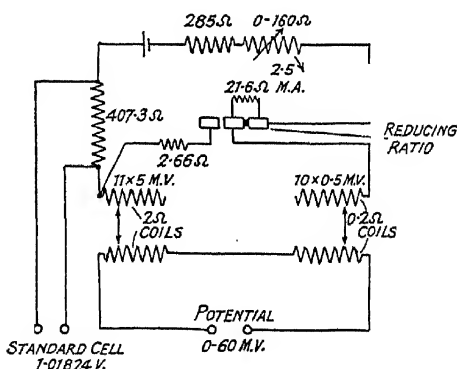 285Ω 0-160Ω
2.5
M.A.
21.6Ω
407.3Ω
REDUCING
RATIO
2.66Ω
11×5 M.V.
10×0.5M.V.
2Ω
COILS
0.2Ω
COILS
POTENTIAL
0-60 M.V.
STANDARD CELL
1.01824 V.